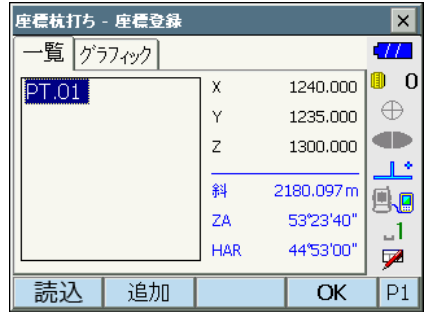 座標杭打ち - 座標登録
一覧 グラフィック
PT.01
X 1240.000
Y 1235.000
Z 1300.000
斜 2180.097 m
ZA 53°23'40"
HAR 44°53'00"
0
1
読込 追加 OK P1